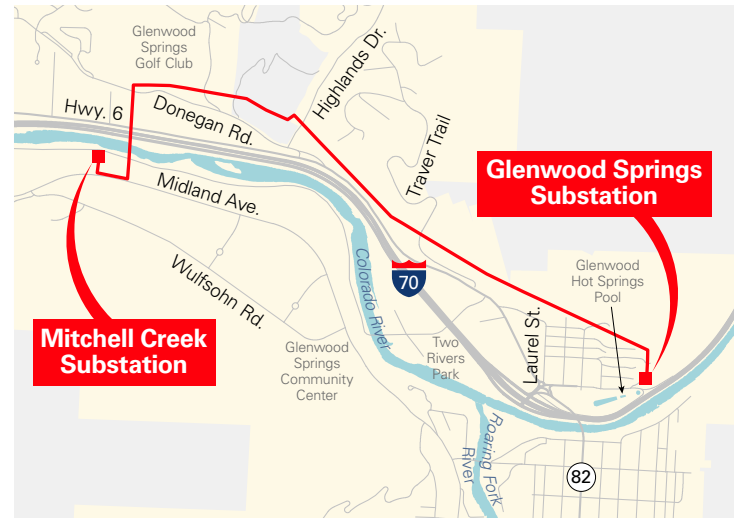 Glenwood
Springs
Golf Club
Highlands Dr.
Hwy. 6
Donegan Rd.
Traver Trail
Midland Ave.
Glenwood Springs
Substation
Wulfsohn Rd.
Colorado River
70
Glenwood
Hot Springs
Pool
Mitchell Creek
Substation
Glenwood
Springs
Community
Center
Two
Rivers
Park
Laurel St.
Roaring Fork
River
82